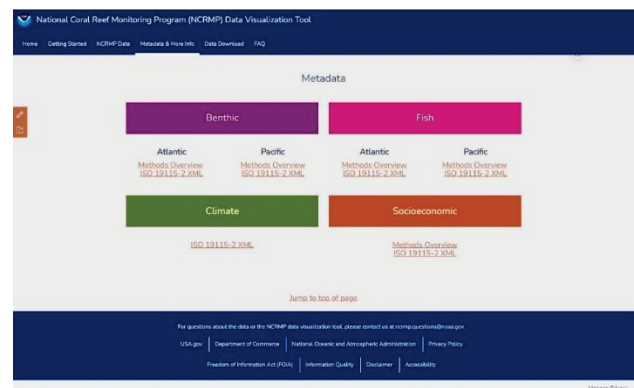 National Coral Reef Monitoring Program (NCRMP) Data Visualization Tool
Home Getting Started NCRMP Data Metadata & More Info Data Download FAQ
Metadata
Benthic Fish
Atlantic Pacific Atlantic Pacific
Methods Overview Methods Overview Methods Overview Methods Overview
ISO 19115-2 XML ISO 19115-2 XML ISO 19115-2 XML ISO 19115-2 XML
Climate Socioeconomic
ISO 19115-2 XML Methods Overview
ISO 19115-2 XML
Jump to top of page
For questions about the data or the NCRMP data visualization tool, please contact us at ncrmp.questions@noaa.gov.
USA.gov Department of Commerce National Oceanic and Atmospheric Administration Privacy Policy
Freedom of Information Act (FOIA) Information Quality Disclaimer Accessibility